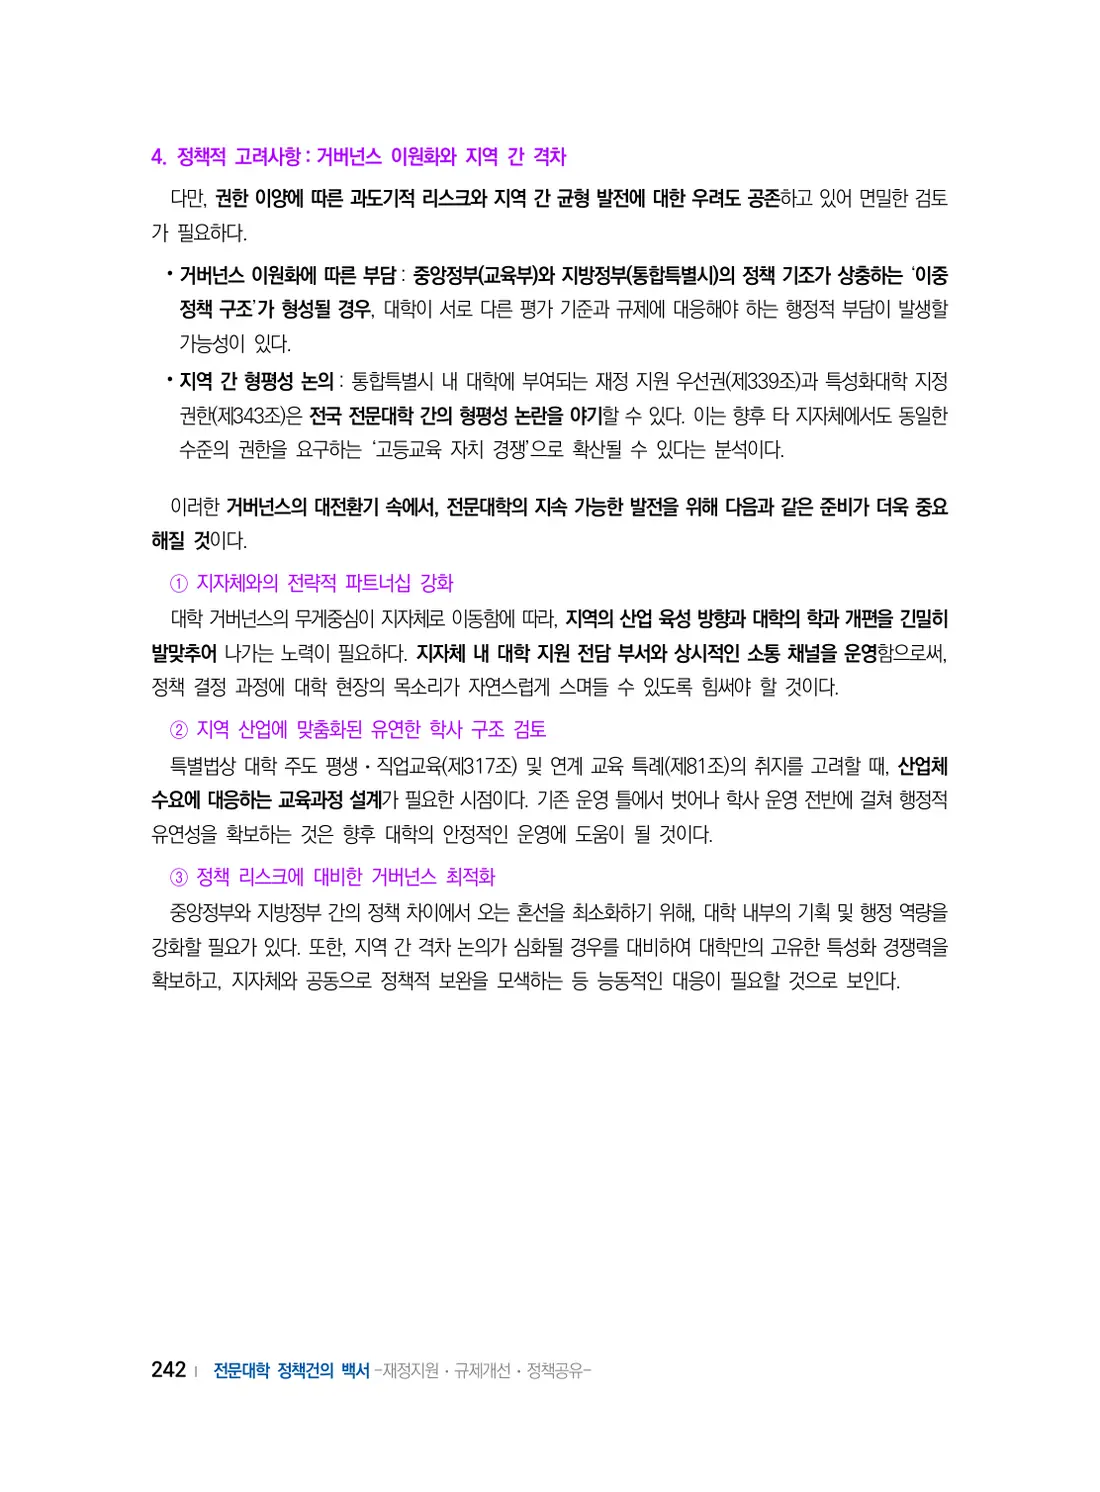 4. 정책적 고려사항 : 거버넌스 이원화와 지역 간 격차
다만, 권한 이양에 따른 과도기적 리스크와 지역 간 균형 발전에 대한 우려도 공존하고 있어 면밀한 검토
가 필요하다.
• 거버넌스 이원화에 따른 부담 : 중앙정부(교육부)와 지방정부(통합특별시)의 정책 기조가 상충하는 ‘이중
정책 구조’가 형성될 경우, 대학이 서로 다른 평가 기준과 규제에 대응해야 하는 행정적 부담이 발생할
가능성이 있다.
• 지역 간 형평성 논의 : 통합특별시 내 대학에 부여되는 재정 지원 우선권(제339조)과 특성화대학 지정
권한(제343조)은 전국 전문대학 간의 형평성 논란을 야기할 수 있다. 이는 향후 타 지자체에서도 동일한
수준의 권한을 요구하는 ‘고등교육 자치 경쟁’으로 확산될 수 있다는 분석이다.
이러한 거버넌스의 대전환기 속에서, 전문대학의 지속 가능한 발전을 위해 다음과 같은 준비가 더욱 중요
해질 것이다.
① 지자체와의 전략적 파트너십 강화
대학 거버넌스의 무게중심이 지자체로 이동함에 따라, 지역의 산업 육성 방향과 대학의 학과 개편을 긴밀히
발맞추어 나가는 노력이 필요하다. 지자체 내 대학 지원 전담 부서와 상시적인 소통 채널을 운영함으로써,
정책 결정 과정에 대학 현장의 목소리가 자연스럽게 스며들 수 있도록 힘써야 할 것이다.
② 지역 산업에 맞춤화된 유연한 학사 구조 검토
특별법상 대학 주도 평생・직업교육(제317조) 및 연계 교육 특례(제81조)의 취지를 고려할 때, 산업체
수요에 대응하는 교육과정 설계가 필요한 시점이다. 기존 운영 틀에서 벗어나 학사 운영 전반에 걸쳐 행정적
유연성을 확보하는 것은 향후 대학의 안정적인 운영에 도움이 될 것이다.
③ 정책 리스크에 대비한 거버넌스 최적화
중앙정부와 지방정부 간의 정책 차이에서 오는 혼선을 최소화하기 위해, 대학 내부의 기획 및 행정 역량을
강화할 필요가 있다. 또한, 지역 간 격차 논의가 심화될 경우를 대비하여 대학만의 고유한 특성화 경쟁력을
확보하고, 지자체와 공동으로 정책적 보완을 모색하는 등 능동적인 대응이 필요할 것으로 보인다.
242 | 전문대학 정책건의 백서 -재정지원・규제개선・정책공유-